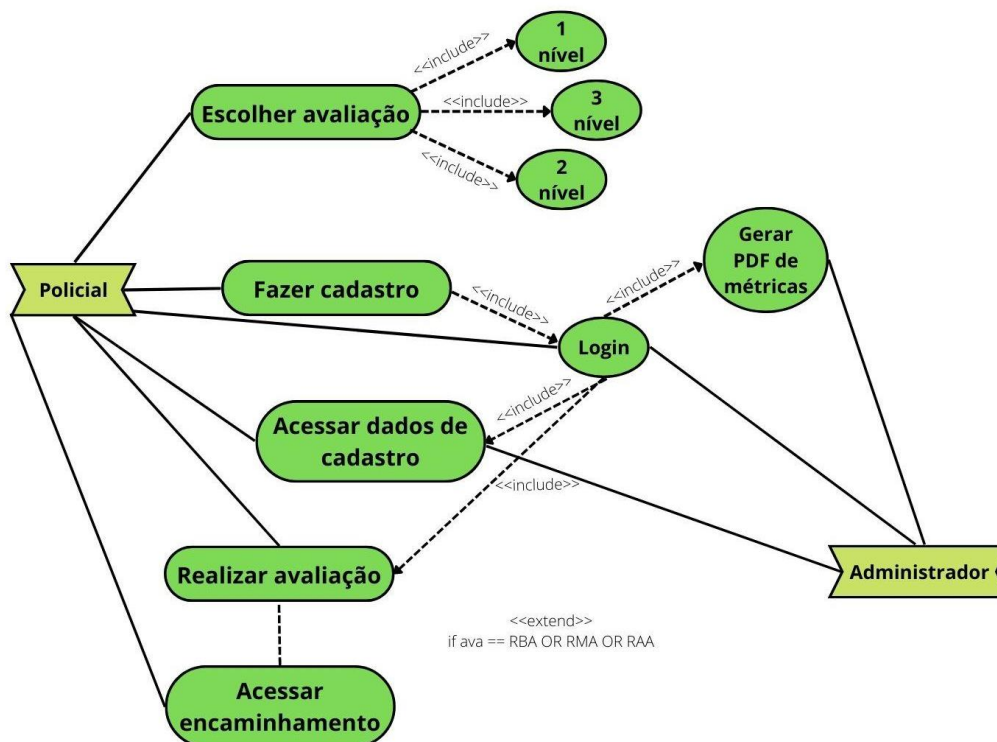 1
nível
<<include>>
Escolher avaliação
<<include>>
3
nível
<<include>>
2
nível
Gerar
PDF de
métricas
Policial
Fazer cadastro
<<include>>
<<include>>
Login
Acessar dados de
cadastro
<<include>>
<<include>>
Realizar avaliação
Administrador
<<extend>>
if ava == RBA OR RMA OR RAA
Acessar
encaminhamento